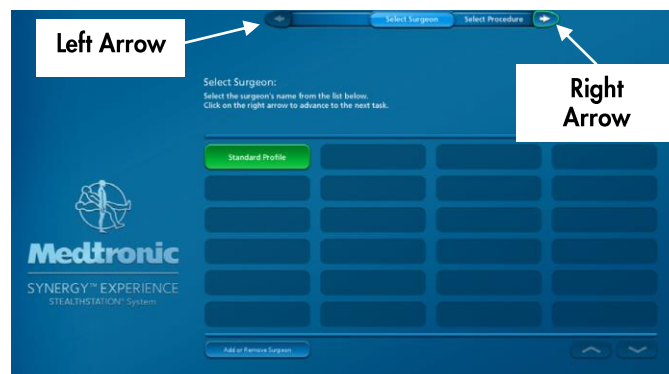 Left Arrow
Select Surgeon
Select Procedure
Right
Arrow
Select Surgeon:
Select the surgeon's name from the list below.
Click on the right arrow to advance to the nest task.
Standard Profile
Medtronic
SYNERGY™ EXPERIENCE
STEALTHSTATION® System
Add or Remove Surgeon